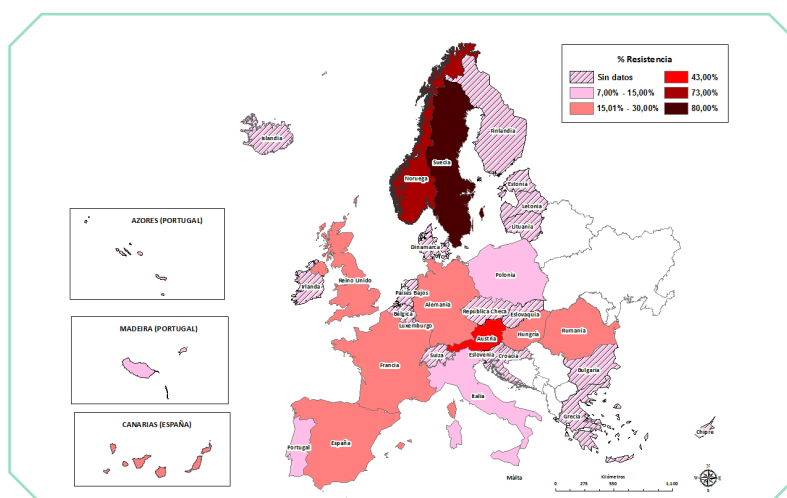 % Resistencia
Sin datos
43,00%
7,00% - 15,00%
73,00%
15,01% - 30,00%
80,00%
Islandia
Finlandia
Suecia
Noruega
Estonia
Letonia
Lituania
Dinamarca
AZORES (PORTUGAL)
Irlanda
Reino Unido
Países Bajos
Polonia
Alemania
Bélgica
Luxemburgo
República Checa
Eslovaquia
MADEIRA (PORTUGAL)
Austria
Hungría
Rumanía
Suiza
Eslovenia
Croacia
Francia
Bulgaria
Italia
CANARIAS (ESPAÑA)
Portugal
España
Grecia
Chipre
Malta
Kilómetros
0
275
550
1.100
N
S